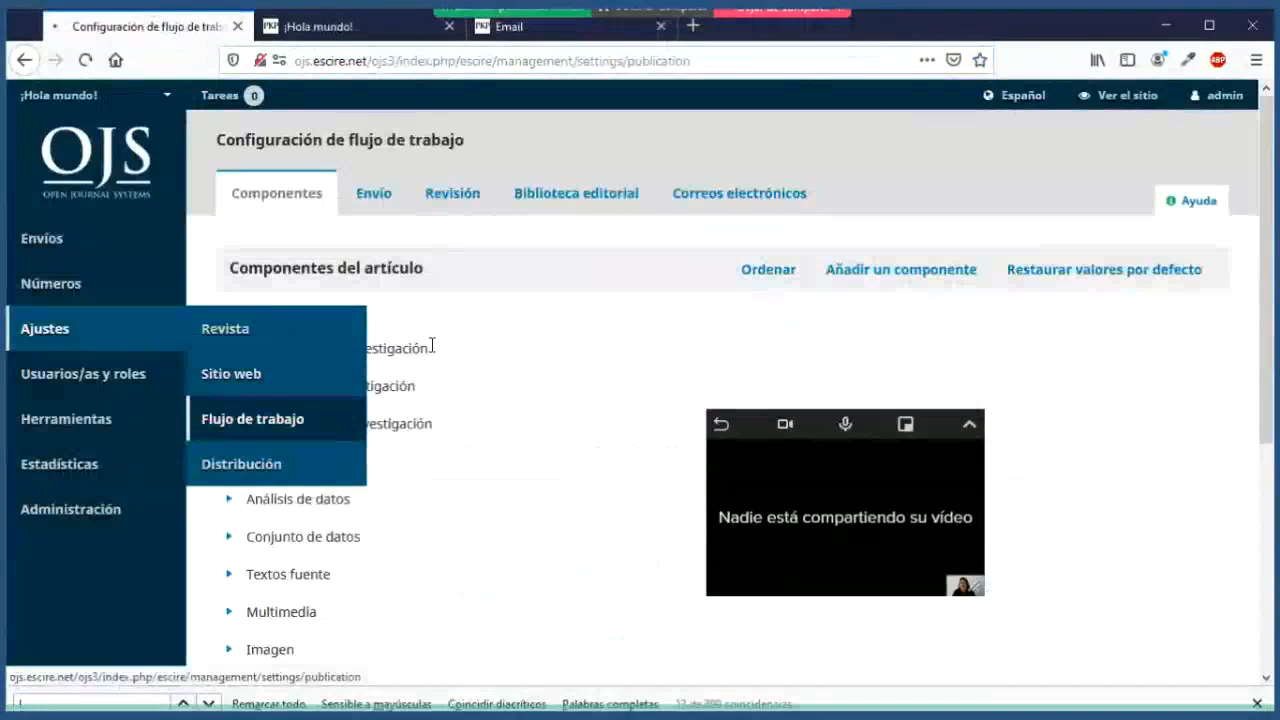 Configuración de flujo de trab
¡Hola mundo!
Email
ojs.escire.net/ojs3/index.php/escire/management/settings/publication
ABP
¡Hola mundo!
Tareas 0
Español
Ver el sitio
admin
OJS
OPEN JOURNAL SYSTEMS
Configuración de flujo de trabajo
Componentes
Envío
Revisión
Biblioteca editorial
Correos electrónicos
Ayuda
Envíos
Números
Ajustes
Usuarios/as y roles
Herramientas
Estadísticas
Administración
Revista
Sitio web
Flujo de trabajo
Distribución
Componentes del artículo
Ordenar
Añadir un componente
Restaurar valores por defecto
estigación
tigación
vestigación
Análisis de datos
Conjunto de datos
Textos fuente
Multimedia
Imagen
Nadie está compartiendo su vídeo
ojs.escire.net/ojs3/index.php/escire/management/settings/publication
Remarcar todo
Sensible a mayúsculas
Coincidir diacríticos
Palabras completas
coincidencias